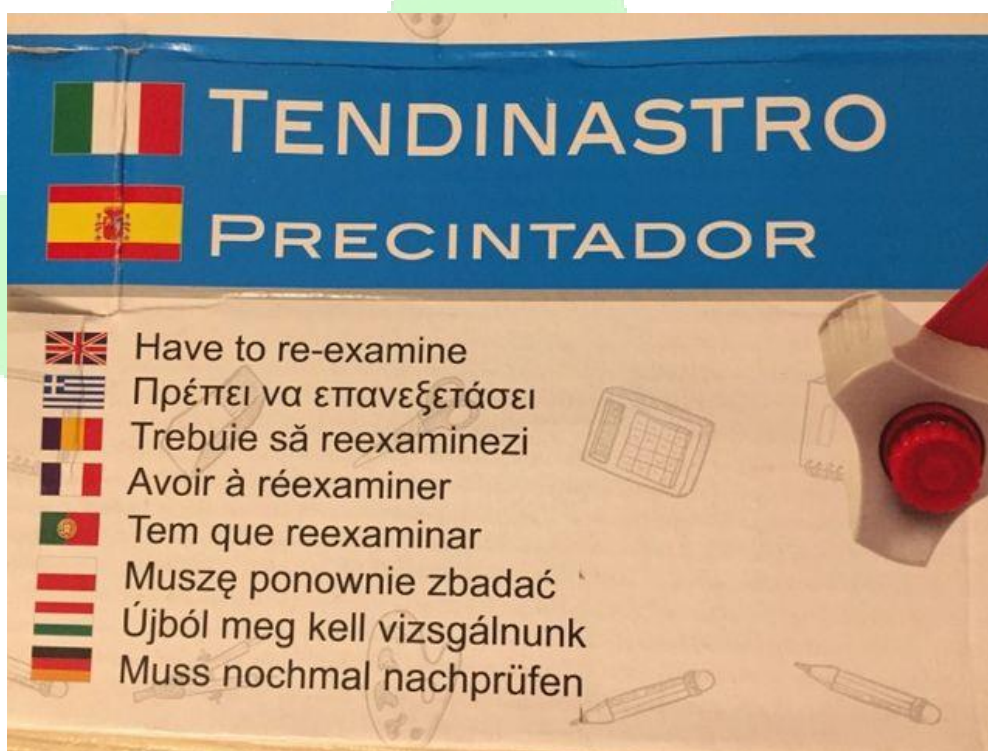 TENDINASTRO
PRECINTADOR
Have to re-examine
Πρέπει να επανεξετάσει
Trebuie să reexaminezi
Avoir à réexaminer
Tem que reexaminar
Muszę ponownie zbadać
Újból meg kell vizsgálnunk
Muss nochmal nachprüfen